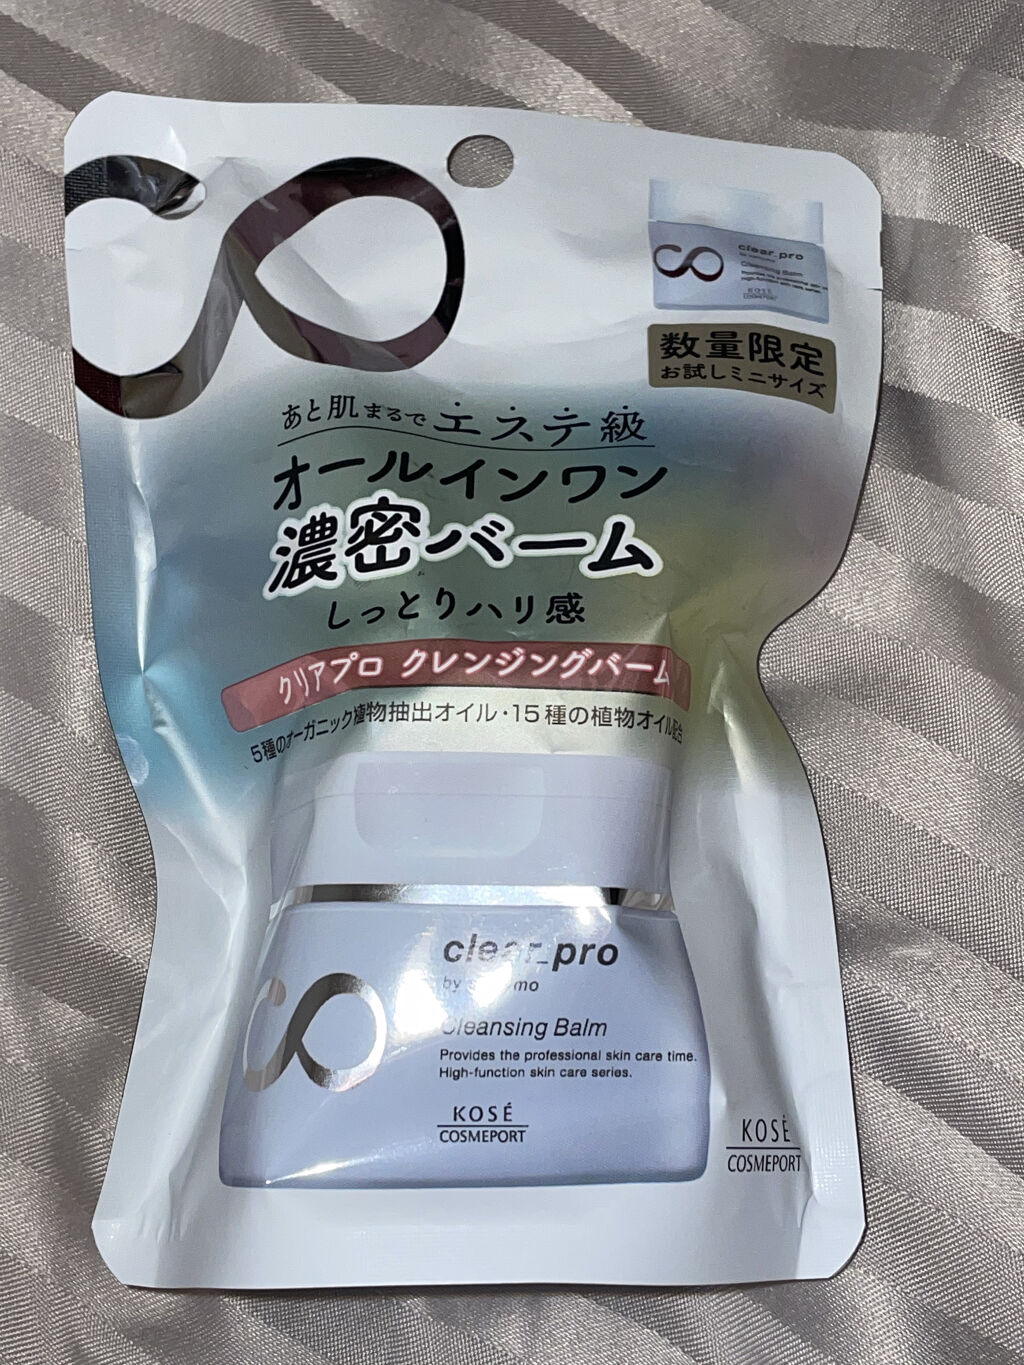 clear_pro
Cleansing Balm
KOSÉ
COSMEPORT
数量限定
お試しミニサイズ
あと肌まるでエステ級
オールインワン
濃密バーム
しっとりハリ感
クリアプロ クレンジングバーム
5種のオーガニック植物抽出オイル・15種の植物オイル配合
clear_pro
by
Cleansing Balm
Provides the professional skin care time.
High-function skin care series.
KOSÉ
COSMEPORT
KOSÉ
COSMEPORT